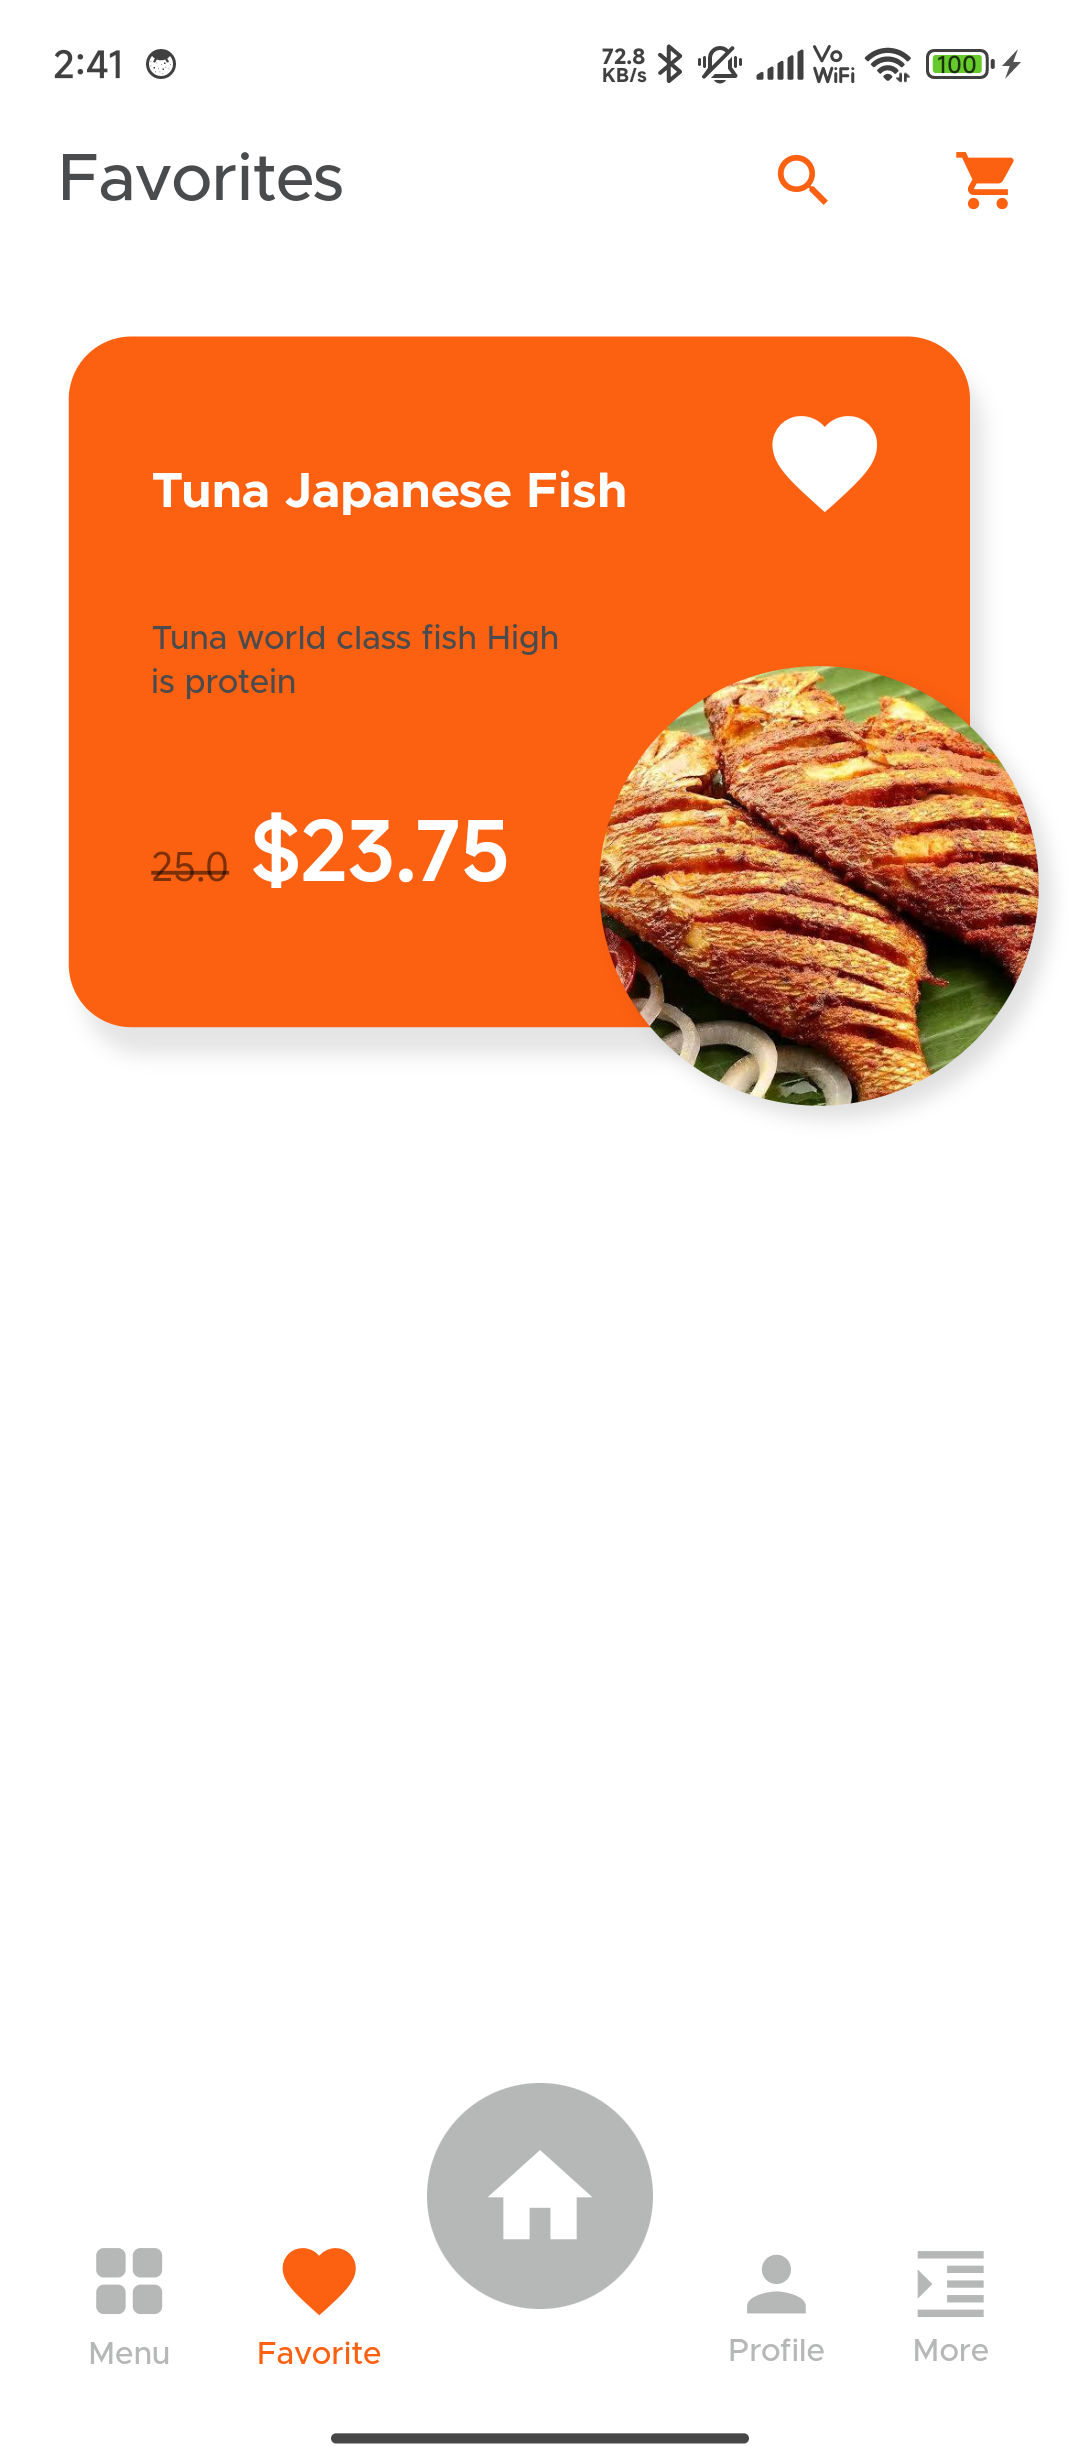 2:41
72.8
KB/s
Vo
WiFi
100
Favorites
Tuna Japanese Fish
Tuna world class fish High
is protein
25.0 $23.75
Menu
Favorite
Profile
More